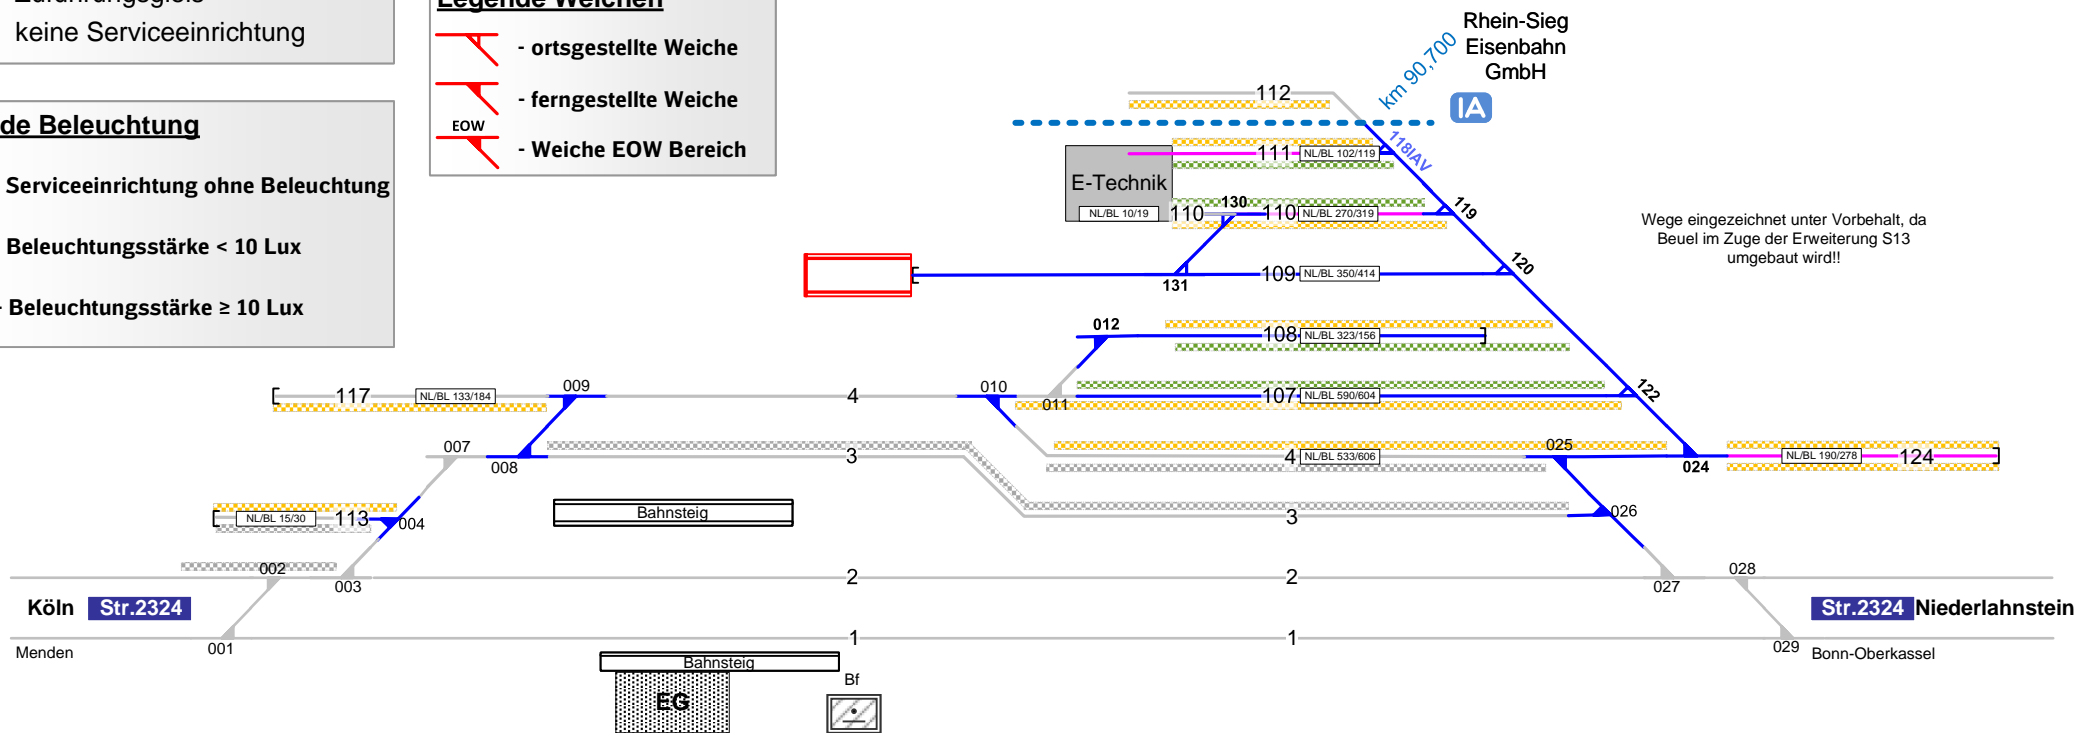 Zuführungsgleis
keine Serviceeinrichtung
Legende Weichen
- ortsgestellte Weiche
- ferngestellte Weiche
EOW
- Weiche EOW Bereich
de Beleuchtung
Serviceeinrichtung ohne Beleuchtung
Beleuchtungsstärke < 10 Lux
- Beleuchtungsstärke ≥ 10 Lux
Rhein-Sieg
Eisenbahn
GmbH
km 90,700
IA
112
118IAV
111 NL/BL 102/119
E-Technik
NL/BL 10/19 110
130
110 NL/BL 270/319
119
Wege eingezeichnet unter Vorbehalt, da
Beuel im Zuge der Erweiterung S13
umgebaut wird!!
120
109 NL/BL 350/414
131
012
108 NL/BL 323/156
117 NL/BL 133/184
009
4
010
011
107 NL/BL 590/604
122
007
008
3
4 NL/BL 533/606
025
024
NL/BL 190/278 124
NL/BL 15/30 113
004
Bahnsteig
3
026
002
003
2
2
027
028
Köln Str.2324
Str.2324 Niederlahnstein
1
1
Menden
001
029
Bonn-Oberkassel
Bahnsteig
EG
Bf